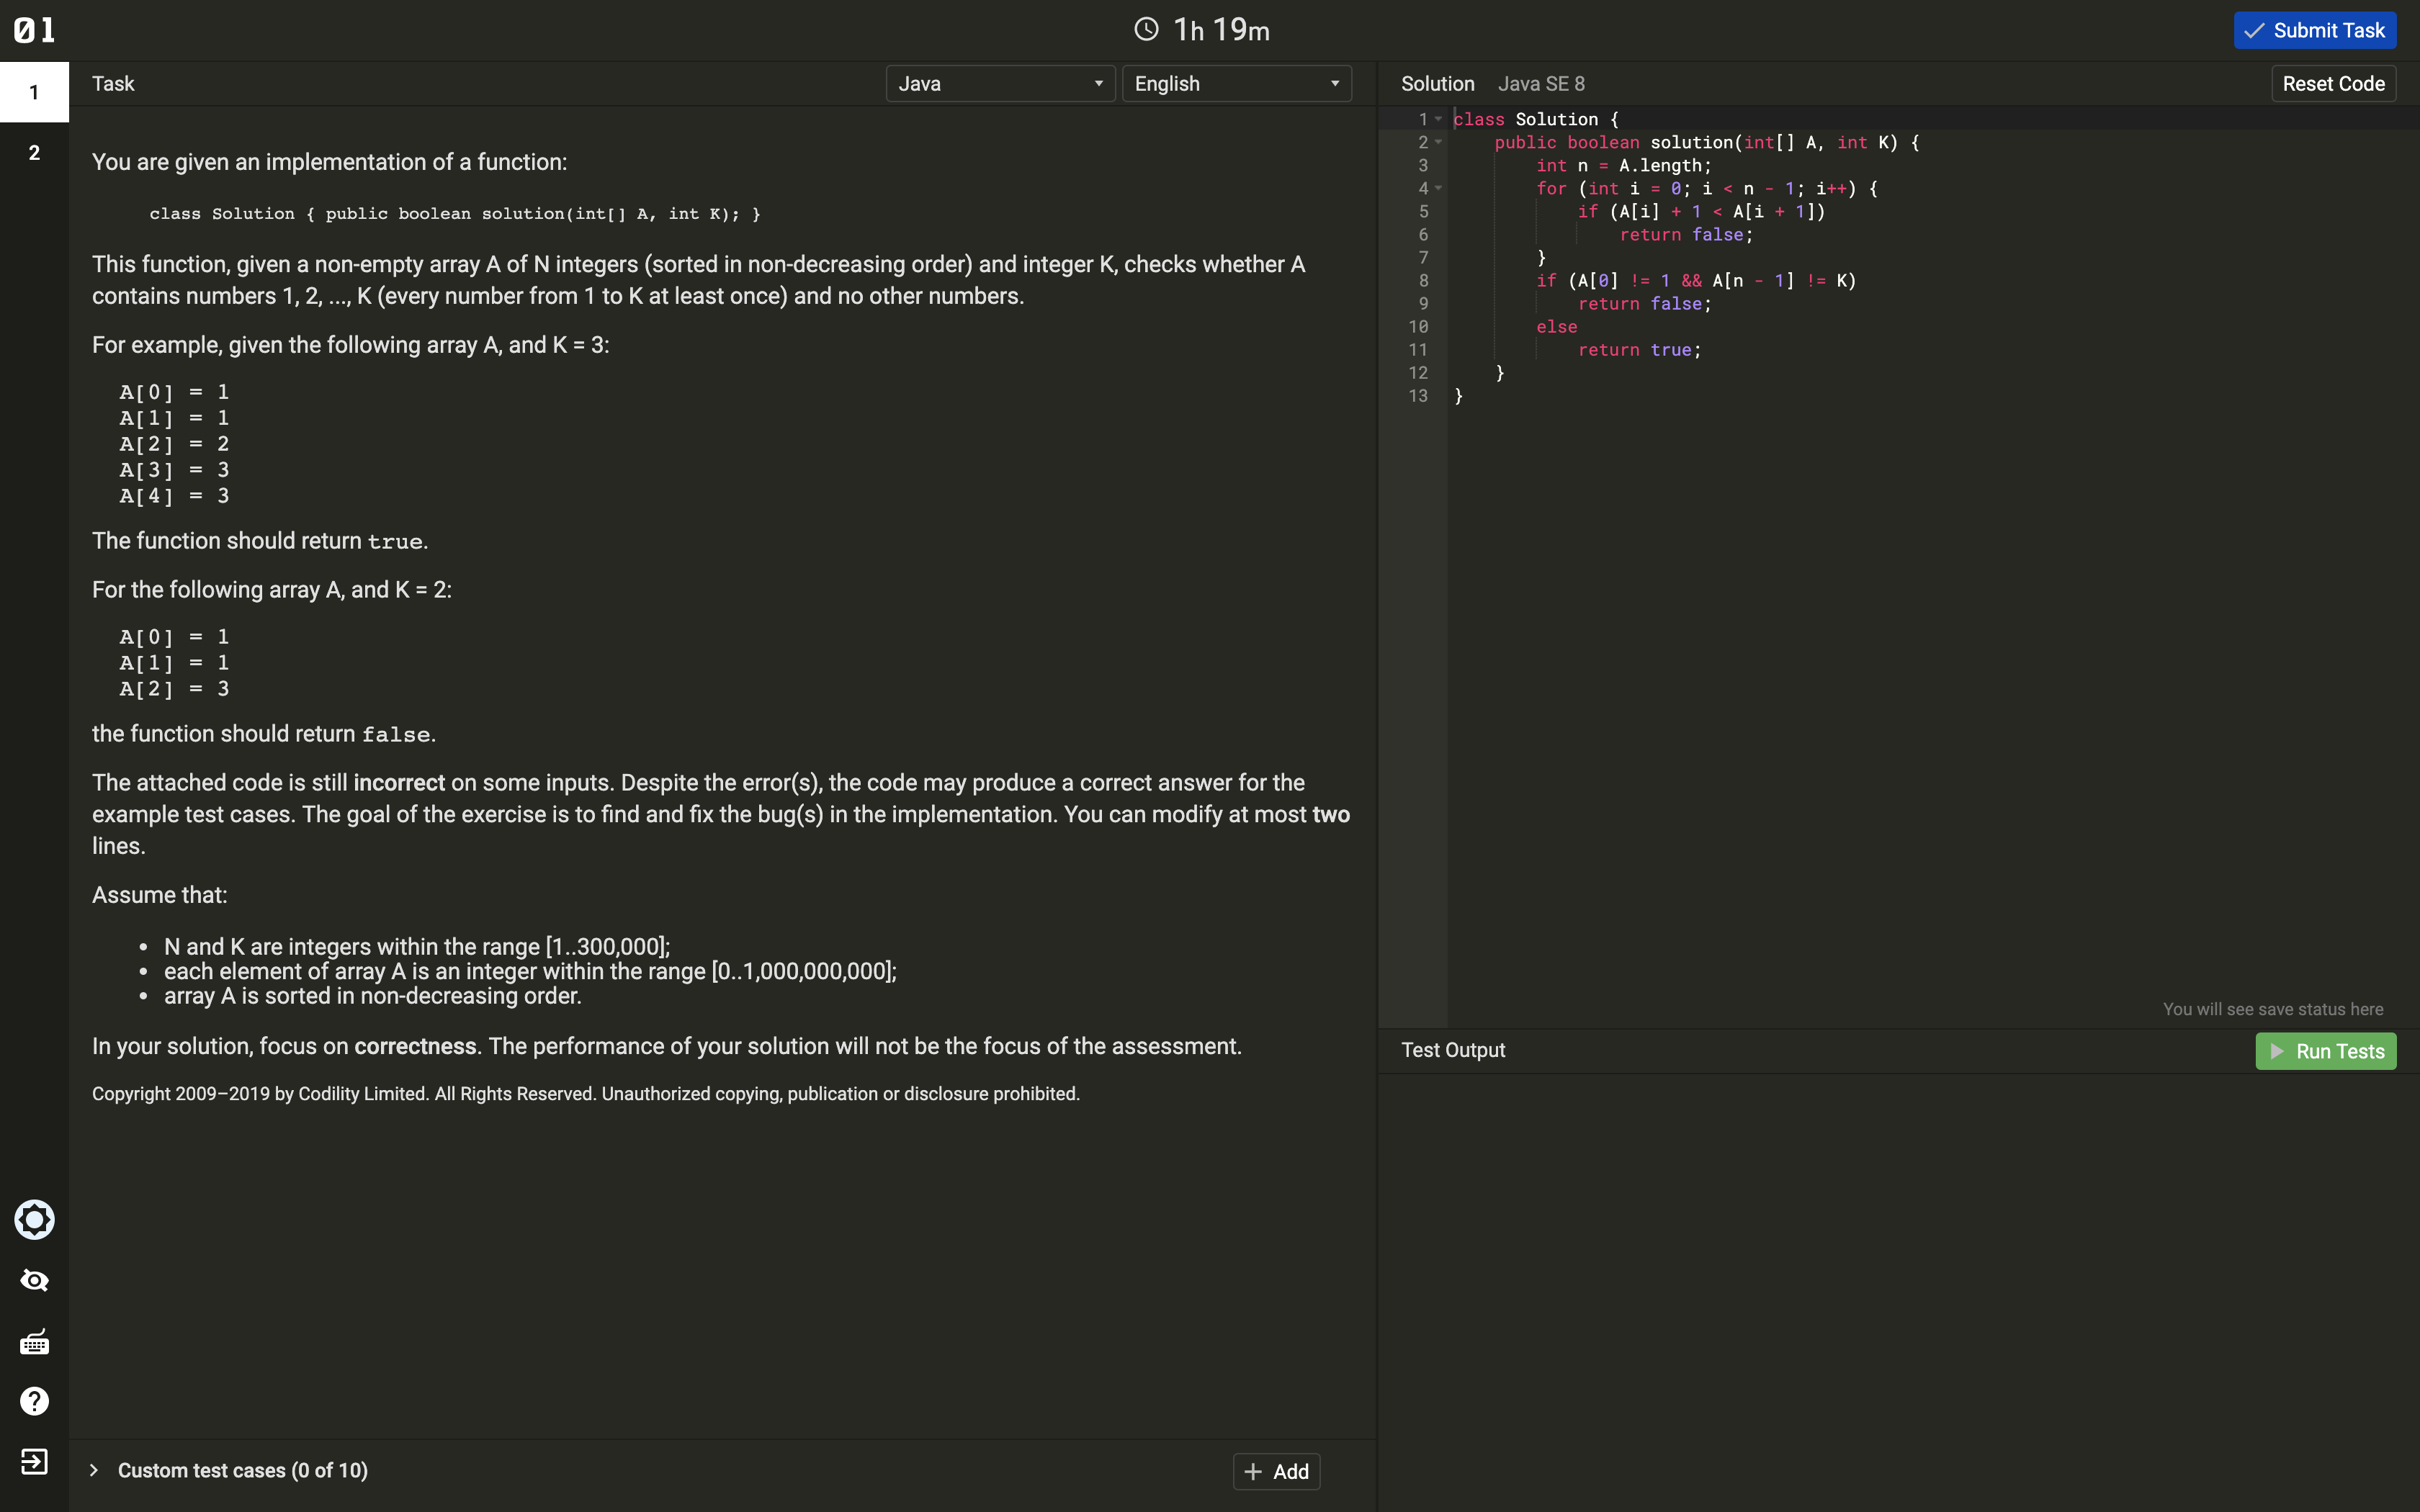 01
1h 19m
Submit Task
1
2
Task
Java
English
Solution Java SE 8
Reset Code
You are given an implementation of a function:
class Solution { public boolean solution(int[] A, int K); }
This function, given a non-empty array A of N integers (sorted in non-decreasing order) and integer K, checks whether A
contains numbers 1, 2, ..., K (every number from 1 to K at least once) and no other numbers.
For example, given the following array A, and K = 3:
A[0] = 1
A[1] = 1
A[2] = 2
A[3] = 3
A[4] = 3
The function should return true.
For the following array A, and K = 2:
A[0] = 1
A[1] = 1
A[2] = 3
the function should return false.
The attached code is still incorrect on some inputs. Despite the error(s), the code may produce a correct answer for the
example test cases. The goal of the exercise is to find and fix the bug(s) in the implementation. You can modify at most two
lines.
Assume that:
• N and K are integers within the range [1..300,000];
• each element of array A is an integer within the range [0..1,000,000,000];
• array A is sorted in non-decreasing order.
In your solution, focus on correctness. The performance of your solution will not be the focus of the assessment.
Copyright 2009–2019 by Codility Limited. All Rights Reserved. Unauthorized copying, publication or disclosure prohibited.
Custom test cases (0 of 10)
+ Add
1 class Solution {
2 public boolean solution(int[] A, int K) {
3 int n = A.length;
4 for (int i = 0; i < n - 1; i++) {
5 if (A[i] + 1 < A[i + 1])
6 return false;
7 }
8 if (A[0] != 1 && A[n - 1] != K)
9 return false;
10 else
11 return true;
12 }
13 }
You will see save status here
Test Output
Run Tests